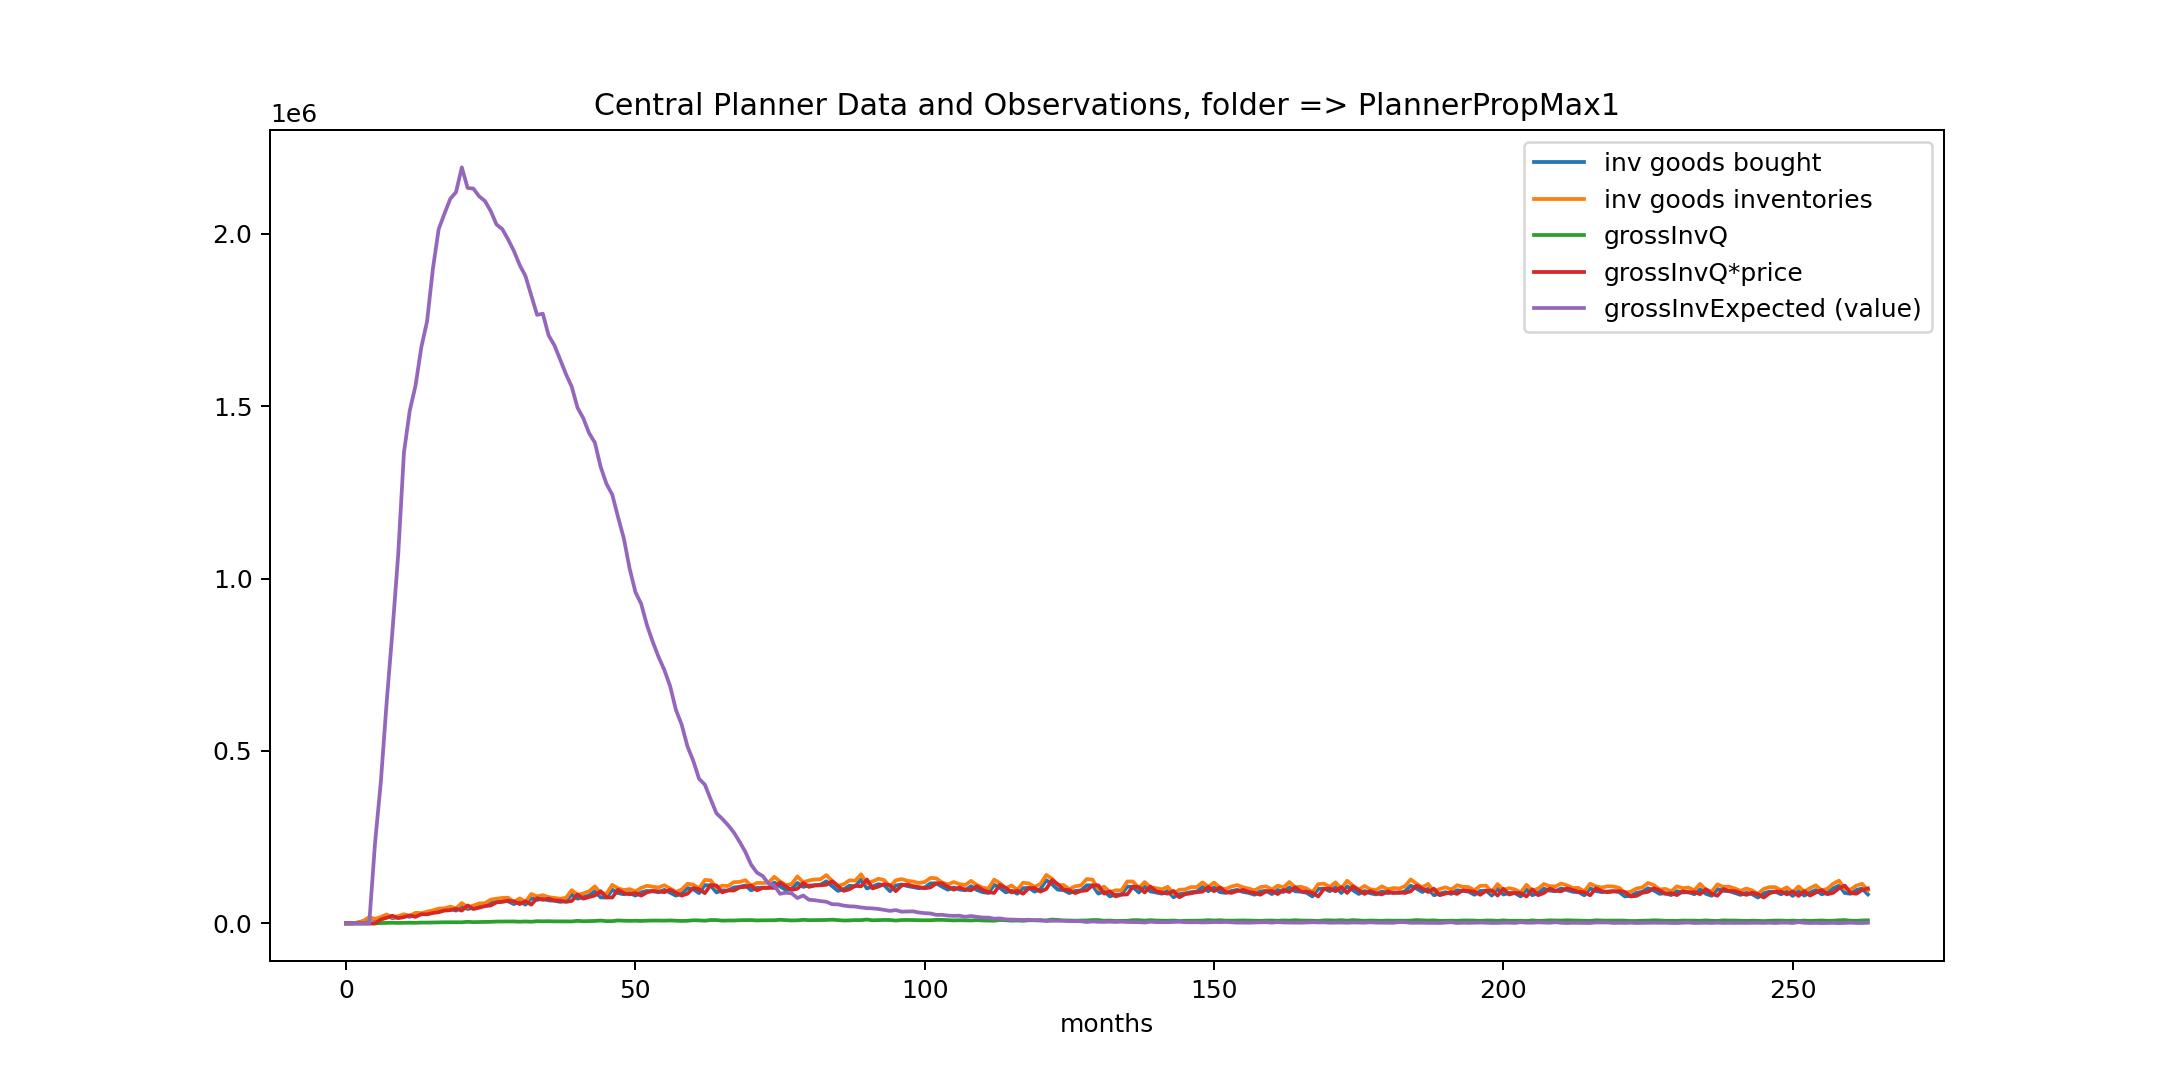 Central Planner Data and Observations, folder => PlannerPropMax1
1e6
inv goods bought
inv goods inventories
grossInvQ
grossInvQ*price
grossInvExpected (value)
2.0
1.5
1.0
0.5
0.0
0 50 100 150 200 250
months